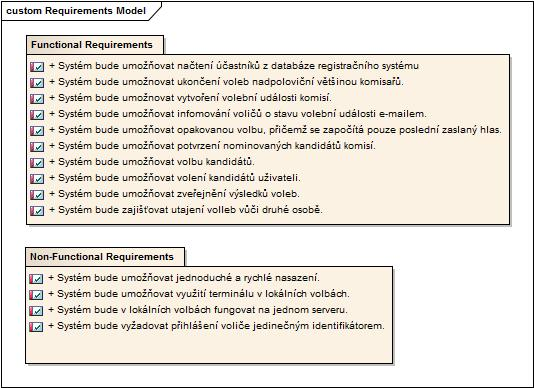 custom Requirements Model
Functional Requirements
+ Systém bude umožňovat načtení účastníků z databáze registračního systému
+ Systém bude umožňovat ukončení voleb nadpoloviční většinou komisařů.
+ Systém bude umožňovat vytvoření volební události komisí.
+ Systém bude umožňovat infomování voličů o stavu volební události e-mailem.
+ Systém bude umožňovat opakovanou volbu, přičemž se započítá pouze poslední zaslaný hlas.
+ Systém bude umožňovat potvrzení nominovaných kandidátů komisí.
+ Systém bude umožňovat volbu kandidátů.
+ Systém bude umožňovat volení kandidátů uživateli.
+ Systém bude umožňovat zveřejnění výsledků voleb.
+ Systém bude zajišťovat utajení volleb vůči druhé osobě.
Non-Functional Requirements
+ Systém bude umožňovat jednoduché a rychlé nasazení.
+ Systém bude umožňovat využití terminálu v lokálních volbách.
+ Systém bude v lokálních volbách fungovat na jednom serveru.
+ Systém bude vyžadovat přihlášení voliče jedinečným identifikátorem.